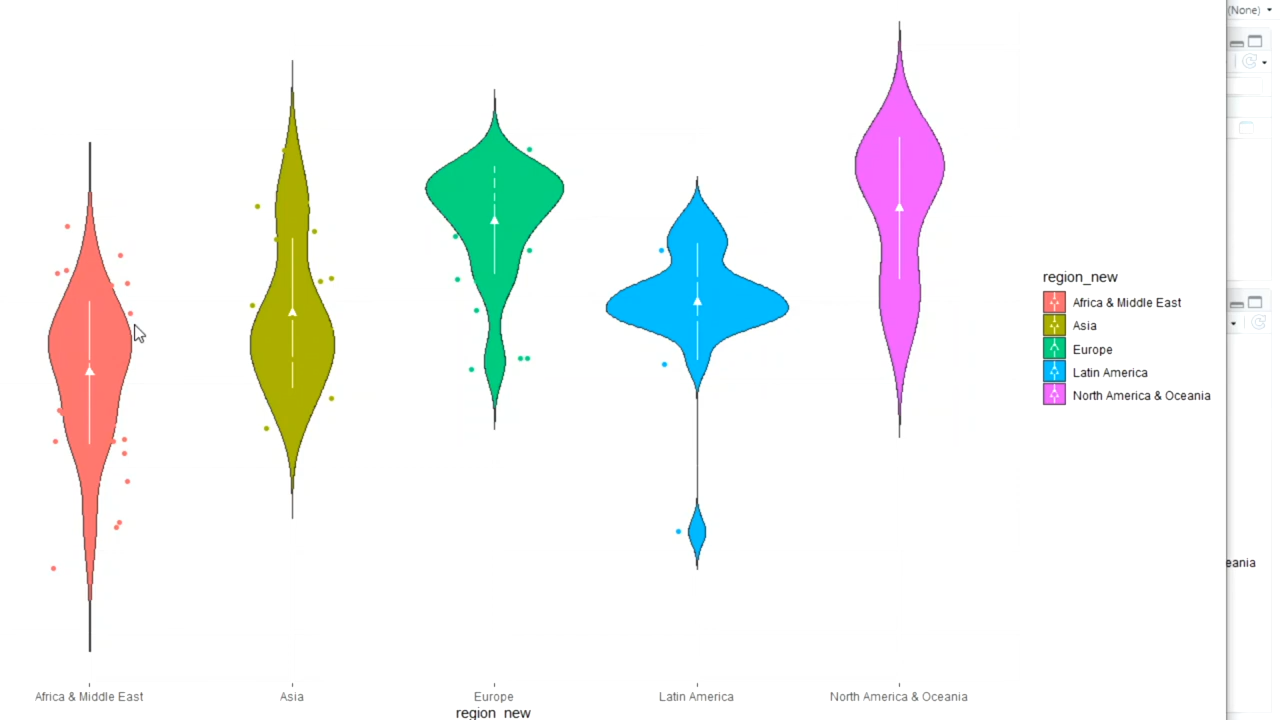 (None)
region_new
Africa & Middle East
Asia
Europe
Latin America
North America & Oceania
eania
Africa & Middle East
Asia
Europe
Latin America
North America & Oceania
region_new